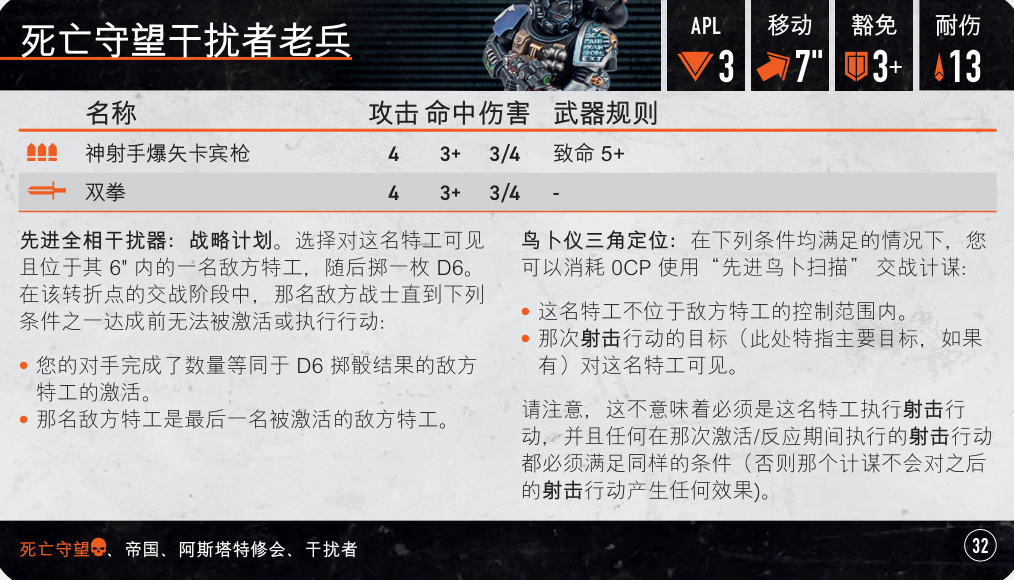 死亡守望干扰者老兵
APL 移动 豁免 耐伤
3 7" 3+ 13
名称 攻击 命中 伤害 武器规则
神射手爆矢卡宾枪 4 3+ 3/4 致命 5+
双拳 4 3+ 3/4 -
先进全相干扰器：战略计划。选择对这名特工可见
且位于其 6" 内的一名敌方特工，随后掷一枚 D6。
在该转折点的交战阶段中，那名敌方战士直到下列
条件之一达成前无法被激活或执行行动:
• 您的对手完成了数量等同于 D6 掷骰结果的敌方
特工的激活。
• 那名敌方特工是最后一名被激活的敌方特工。
鸟卜仪三角定位：在下列条件均满足的情况下，您
可以消耗 0CP 使用“先进鸟卜扫描” 交战计谋:
• 这名特工不位于敌方特工的控制范围内。
• 那次射击行动的目标（此处特指主要目标，如果
有）对这名特工可见。
请注意，这不意味着必须是这名特工执行射击行
动，并且任何在那次激活/反应期间执行的射击行动
都必须满足同样的条件（否则那个计谋不会对之后
的射击行动产生任何效果)。
死亡守望、帝国、阿斯塔特修会、干扰者
32